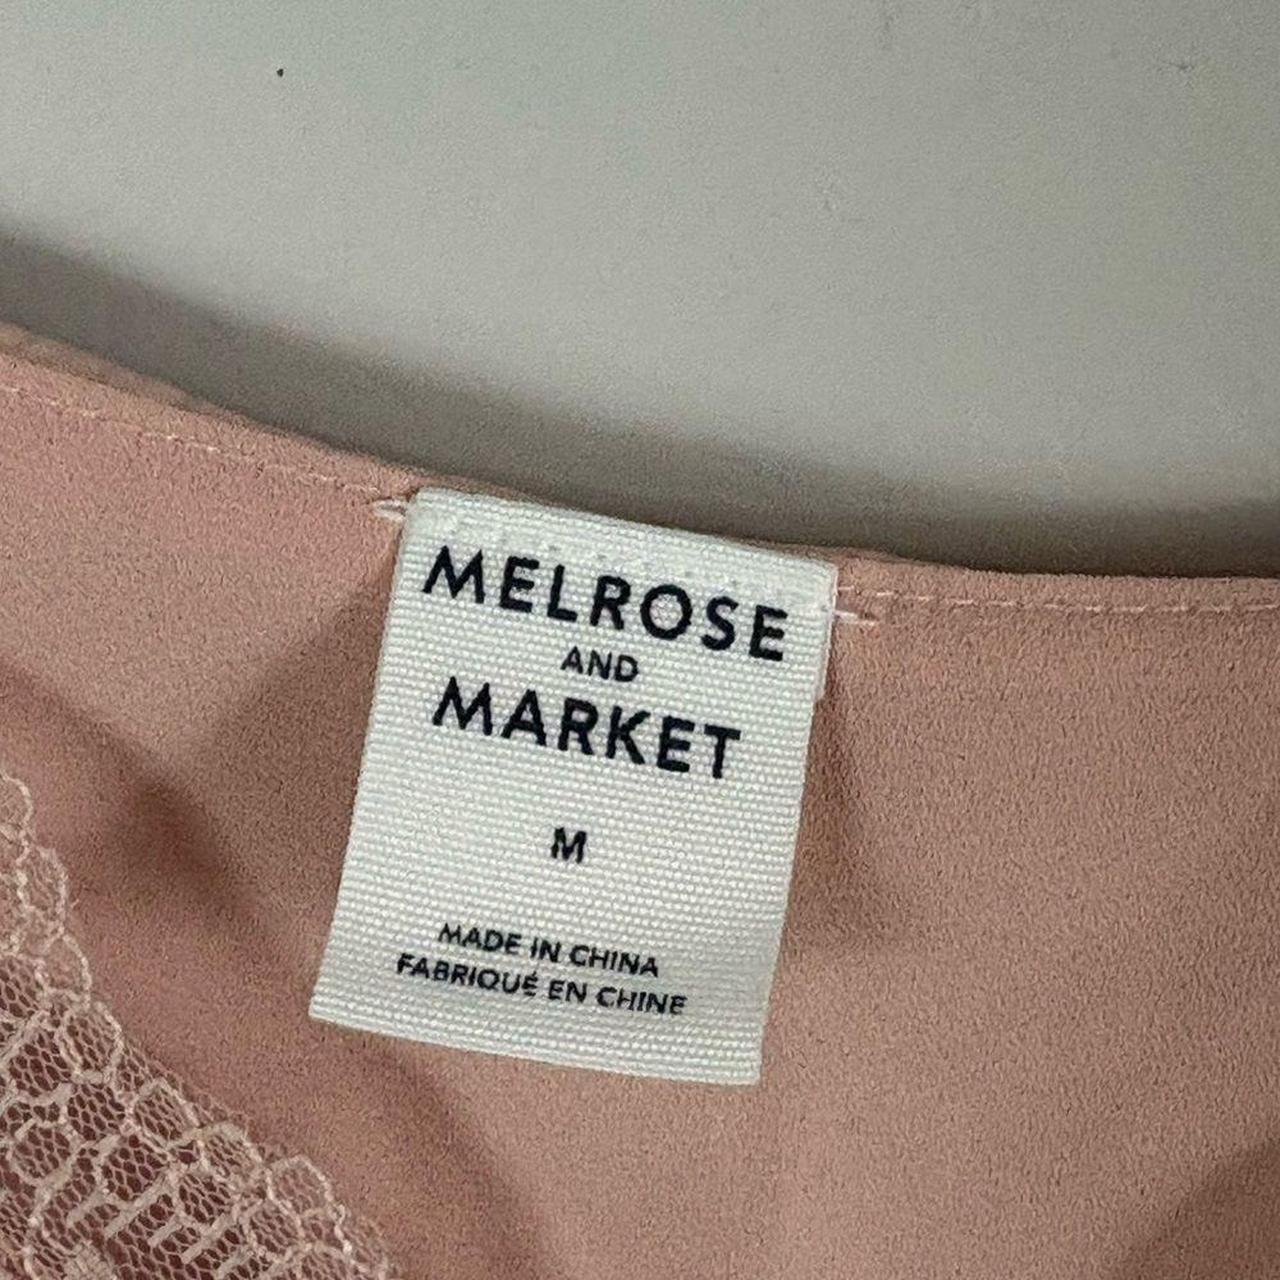 MELROSE
AND
MARKET
M
MADE IN CHINA
FABRIQUÉ EN CHINE